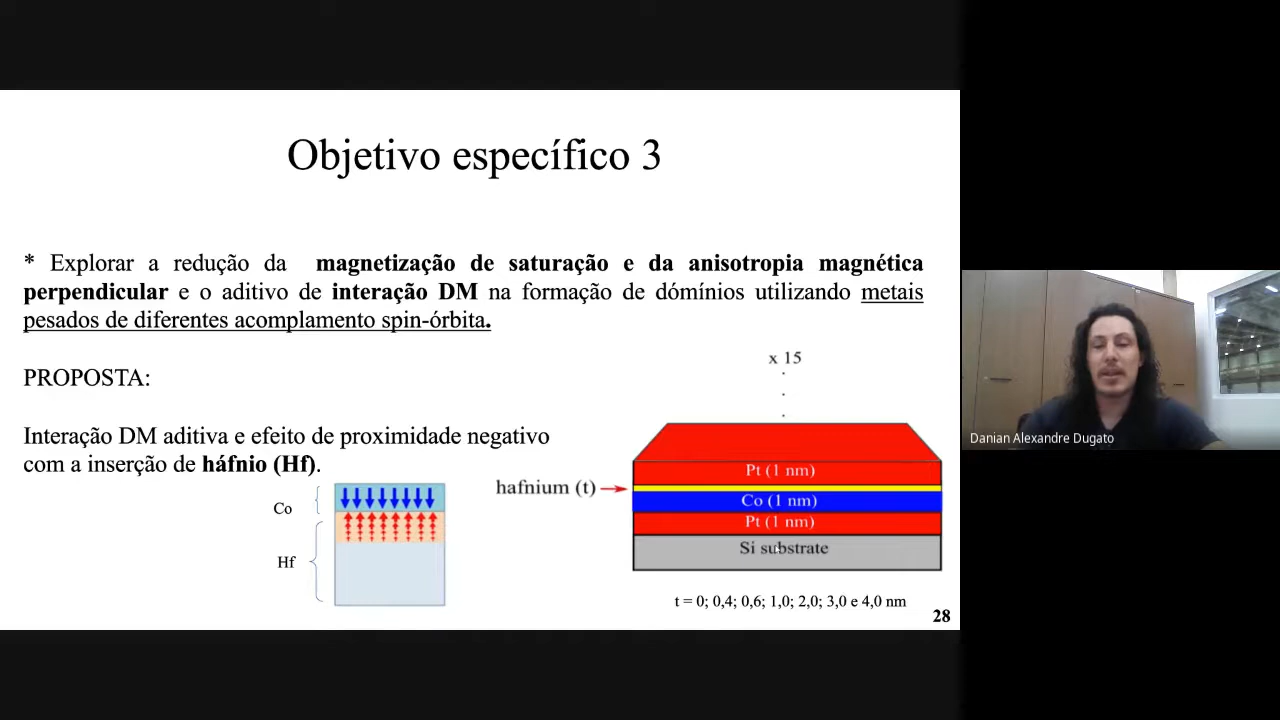 Objetivo específico 3
* Explorar a redução da magnetização de saturação e da anisotropia magnética
perpendicular e o aditivo de interação DM na formação de dómínios utilizando metais
pesados de diferentes acomplamento spin-órbita.
PROPOSTA:
Interação DM aditiva e efeito de proximidade negativo
com a inserção de háfnio (Hf).
Co
Hf
x 15
hafnium (t)
Pt (1 nm)
Co (1 nm)
Pt (1 nm)
Si substrate
t = 0; 0,4; 0,6; 1,0; 2,0; 3,0 e 4,0 nm
28
Danian Alexandre Dugato